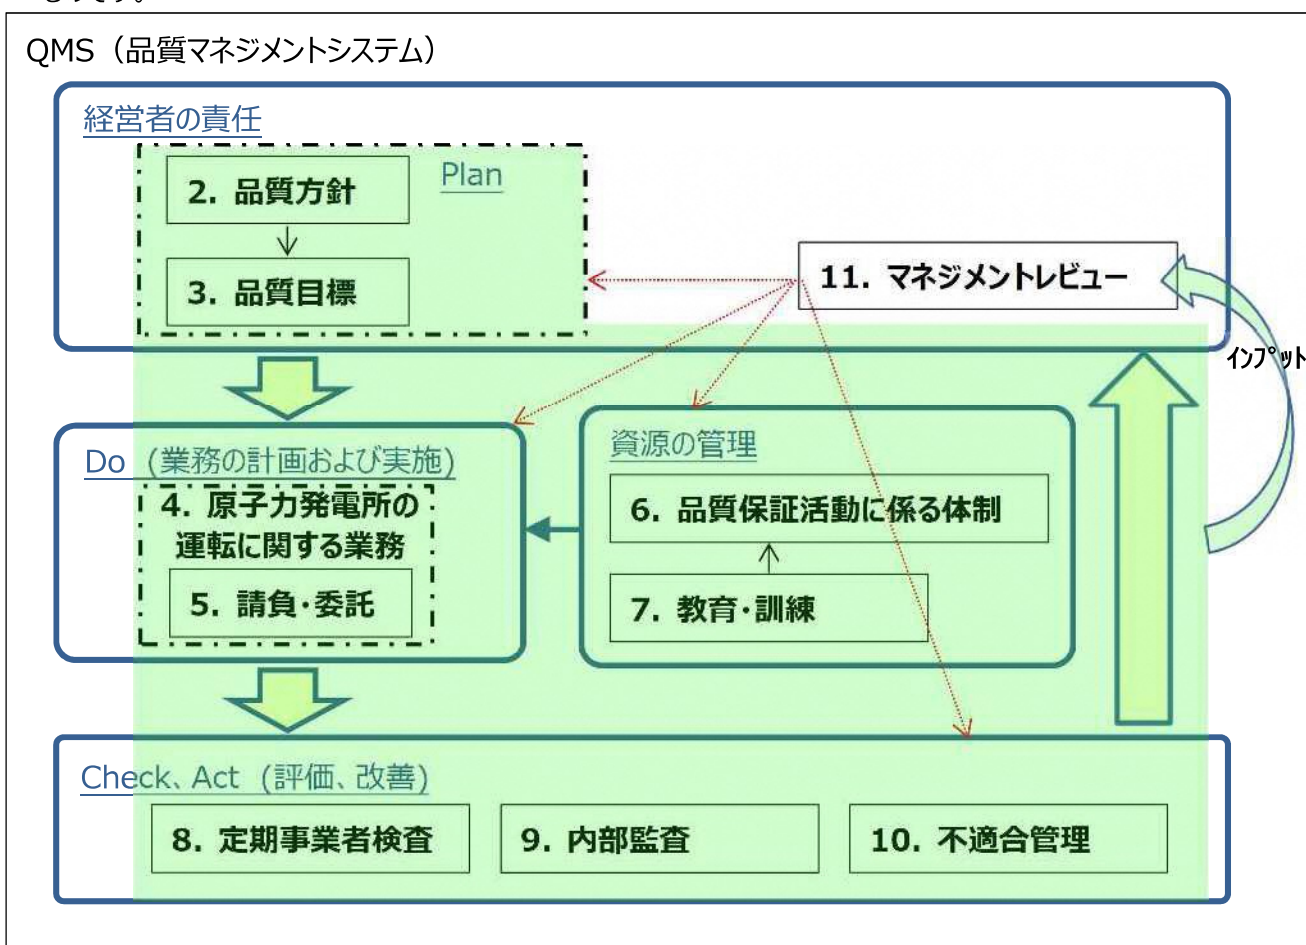 QMS（品質マネジメントシステム）
経営者の責任
Plan
2. 品質方針
3. 品質目標
11. マネジメントレビュー
インプット
Do（業務の計画および実施）
4. 原子力発電所の
運転に関する業務
5. 請負・委託
資源の管理
6. 品質保証活動に係る体制
7. 教育・訓練
Check、Act（評価、改善）
8. 定期事業者検査
9. 内部監査
10. 不適合管理